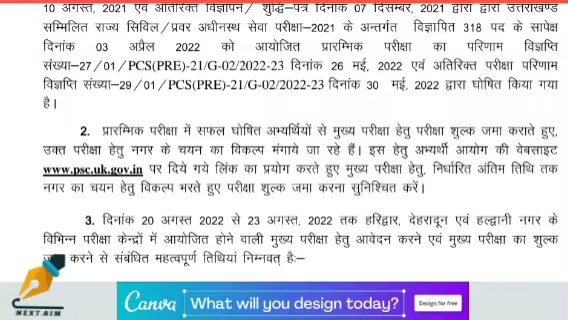 10 अगस्त, 2021 एवं अतिरिक्त विज्ञापन/ शुद्धि–पत्र दिनांक 07 दिसम्बर, 2021 द्वारा द्वारा उत्तराखण्ड
सम्मिलित राज्य सिविल/प्रवर अधीनस्थ सेवा परीक्षा–2021 के अन्तर्गत विज्ञापित 318 पद के सापेक्ष
दिनांक 03 अप्रैल 2022 को आयोजित प्रारम्भिक परीक्षा का परिणाम विज्ञप्ति
संख्या–27/01/PCS(PRE)-21/G-02/2022-23 दिनांक 26 मई, 2022 एवं अतिरिक्त परीक्षा परिणाम
विज्ञप्ति संख्या–29/01/PCS(PRE)-21/G-02/2022-23 दिनांक 30 मई, 2022 द्वारा घोषित किया गया
है।
2. प्रारम्भिक परीक्षा में सफल घोषित अभ्यर्थियों से मुख्य परीक्षा हेतु परीक्षा शुल्क जमा कराते हुए,
उक्त परीक्षा हेतु नगर के चयन का विकल्प मंगाये जा रहे हैं। इस हेतु अभ्यर्थी आयोग की वेबसाइट
www.psc.uk.gov.in पर दिये गये लिंक का प्रयोग करते हुए मुख्य परीक्षा हेतु, निर्धारित अंतिम तिथि तक
नगर का चयन हेतु विकल्प भरते हुए परीक्षा शुल्क जमा करना सुनिश्चित करें।
3. दिनांक 20 अगस्त 2022 से 23 अगस्त, 2022 तक हरिद्वार, देहरादून एवं हल्द्वानी नगर के
विभिन्न परीक्षा केन्द्रों में आयोजित होने वाली मुख्य परीक्षा हेतु आवेदन करने एवं मुख्य परीक्षा का शुल्क
करने से संबंधित महत्वपूर्ण तिथियां निम्नवत् है:–
NEXT AIM
Canva
What will you design today?
Design for free